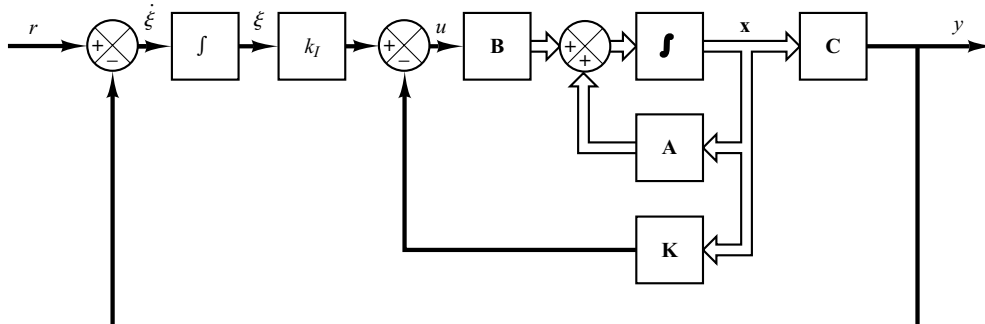 r + − ξ̇ ∫ ξ k_I + − u B + + ∫ x C y
A
K